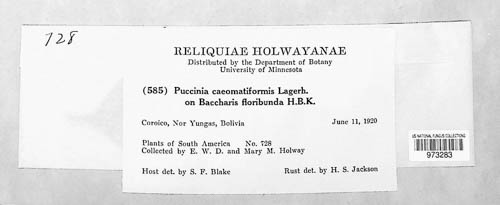 728
RELIQUIAE HOLWAYANAE
Distributed by the Department of Botany
University of Minnesota
(585) Puccinia caeomatiformis Lagerh.
on Baccharis floribunda H.B.K.
Coroico, Nor Yungas, Bolivia June 11, 1920
Plants of South America No. 728
Collected by E. W. D. and Mary M. Holway
Host det. by S. F. Blake Rust det. by H. S. Jackson
US NATIONAL FUNGUS COLLECTIONS
973283